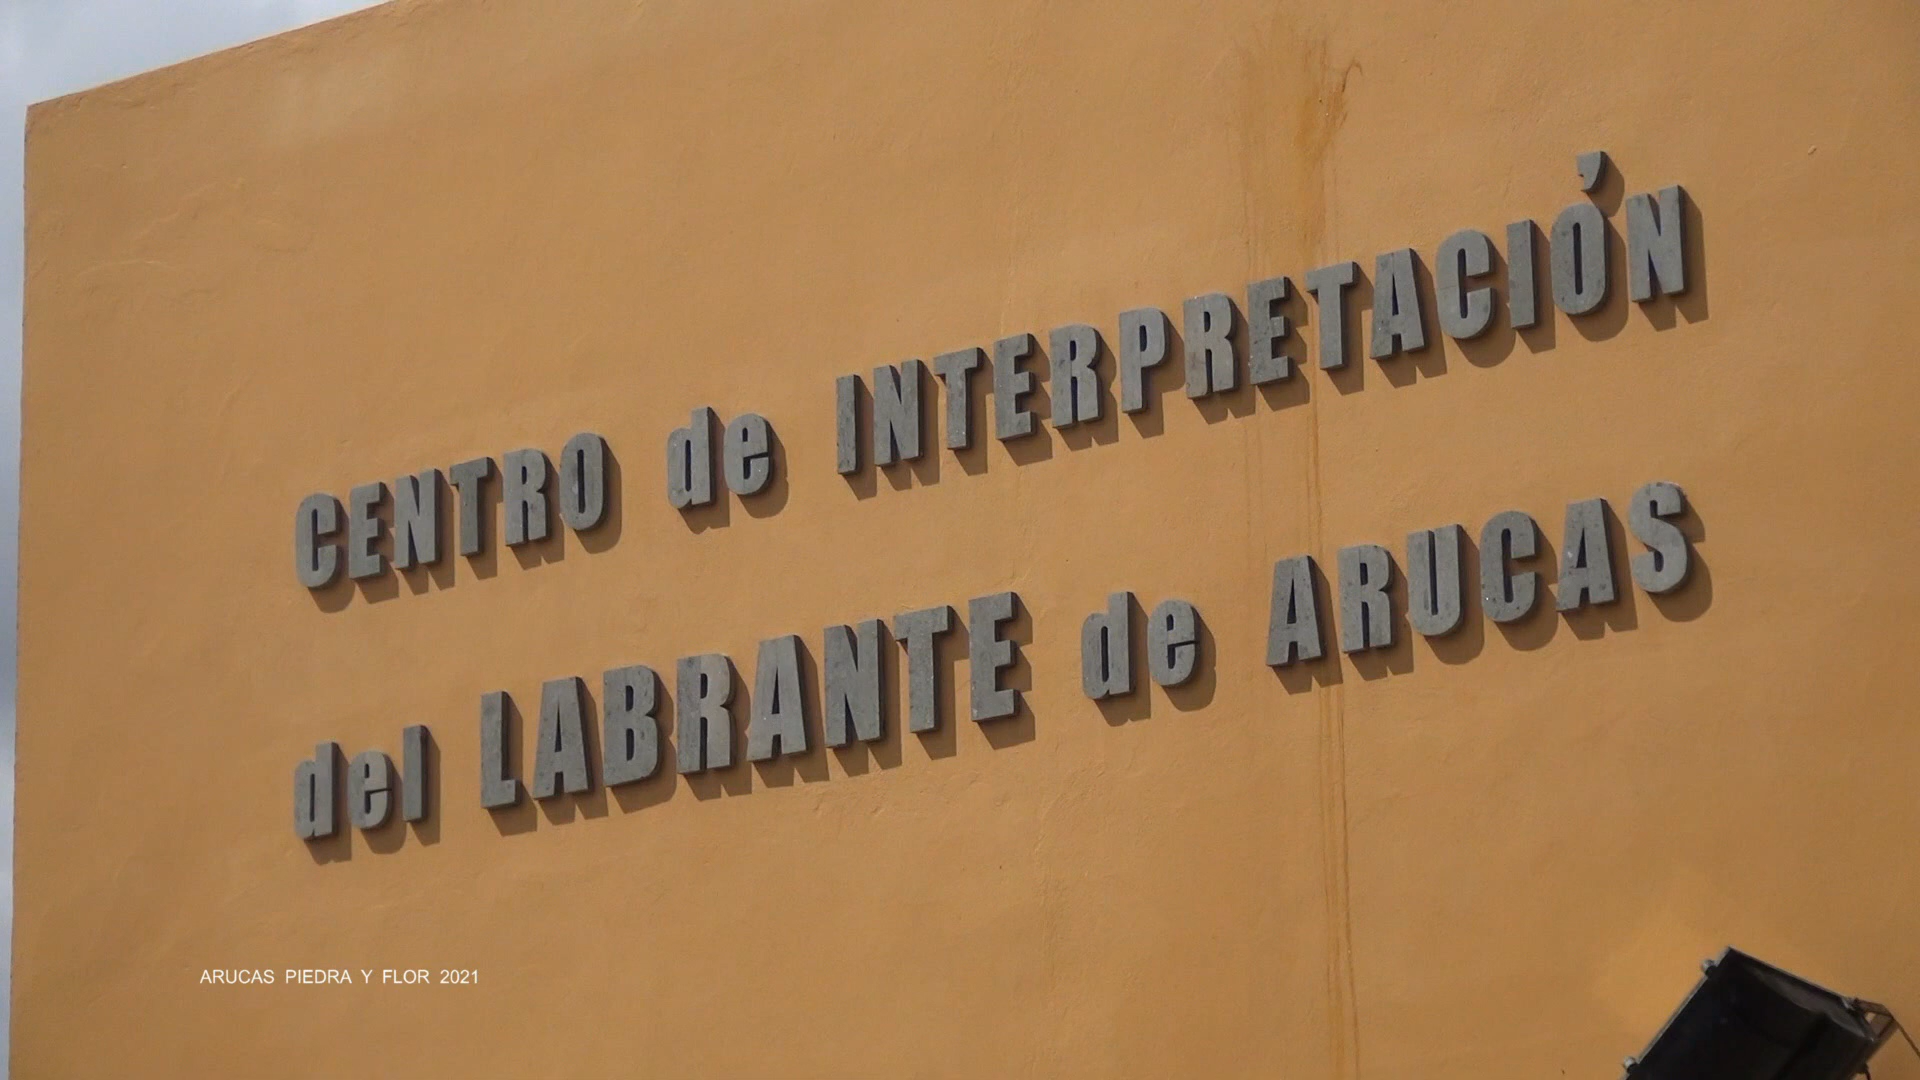 CENTRO de INTERPRETACIÓN
del LABRANTE de ARUCAS
ARUCAS PIEDRA Y FLOR 2021